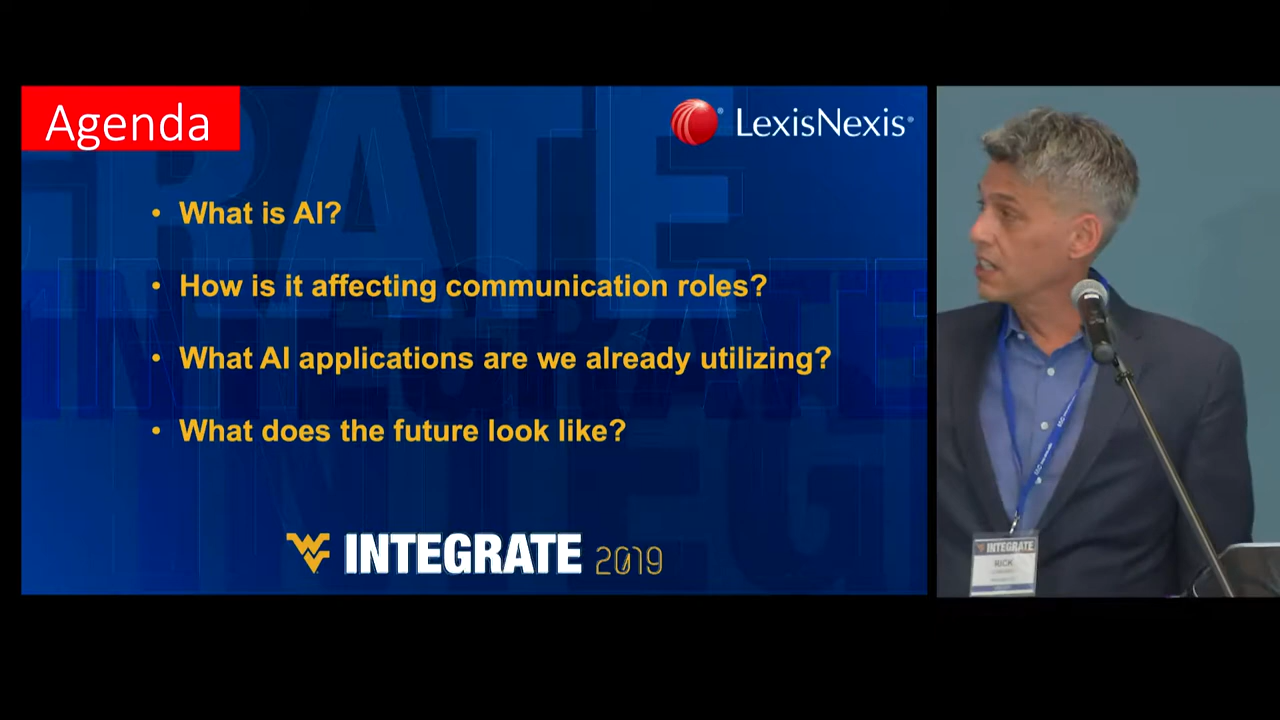 Agenda
LexisNexis
• What is AI?
• How is it affecting communication roles?
• What AI applications are we already utilizing?
• What does the future look like?
INTEGRATE 2019
INTEGRATE
RICK